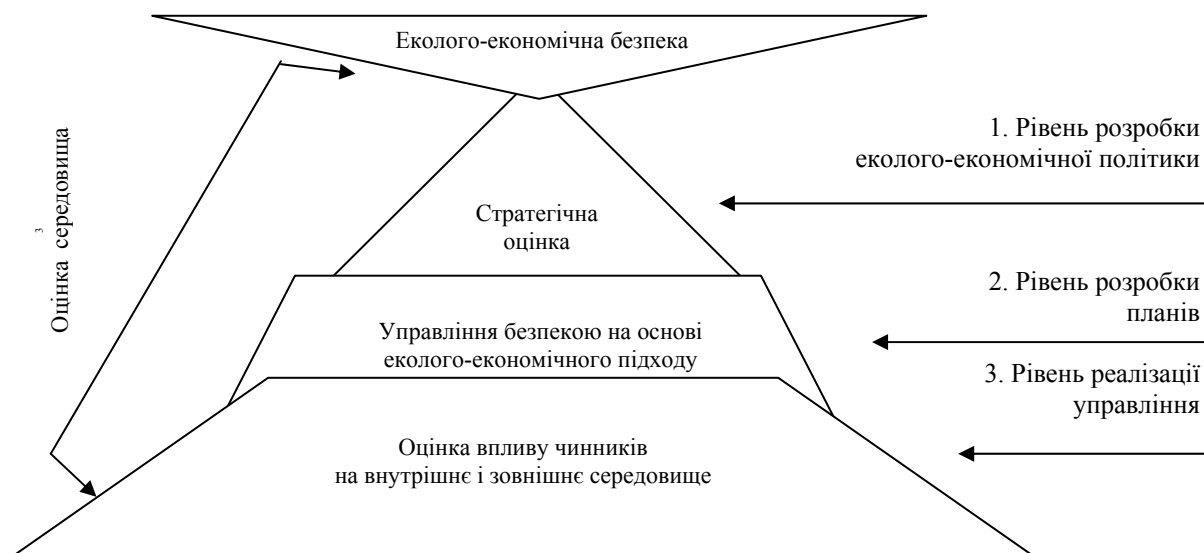 Еколого-економічна безпека
1. Рівень розробки
еколого-економічної політики
Оцінка середовища
з
Стратегічна
оцінка
2. Рівень розробки
планів
Управління безпекою на основі
еколого-економічного підходу
3. Рівень реалізації
управління
Оцінка впливу чинників
на внутрішнє і зовнішнє середовище